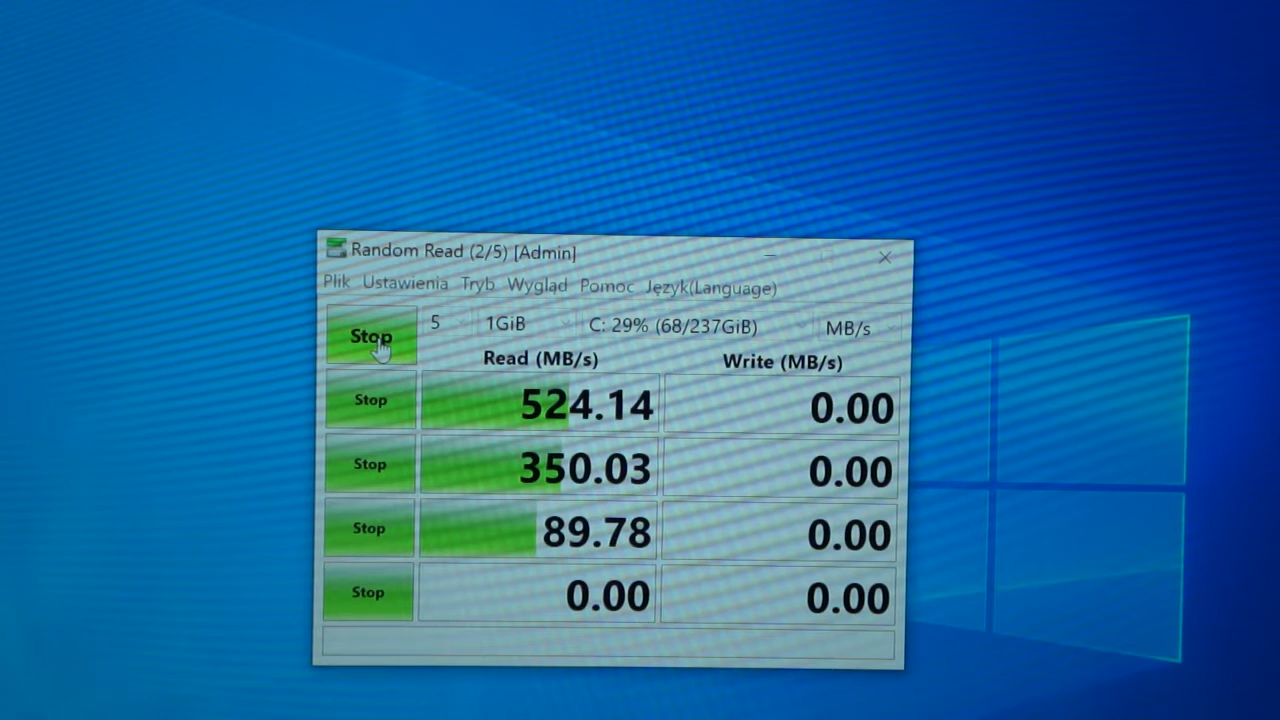 Random Read (2/5) [Admin]
Plik Ustawienia Tryb Wygląd Pomoc Język(Language)
Stop 5 1GiB C: 29% (68/237GiB) MB/s
Read (MB/s) Write (MB/s)
Stop 524.14 0.00
Stop 350.03 0.00
Stop 89.78 0.00
Stop 0.00 0.00